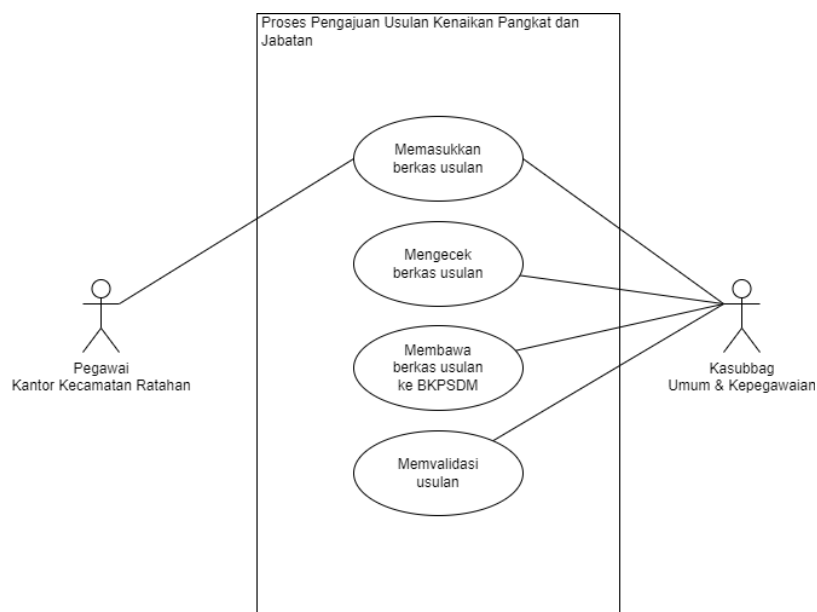 Proses Pengajuan Usulan Kenaikan Pangkat dan
Jabatan
Memasukkan
berkas usulan
Mengecek
berkas usulan
Membawa
berkas usulan
ke BKPSDM
Memvalidasi
usulan
Pegawai
Kantor Kecamatan Ratahan
Kasubbag
Umum & Kepegawaian